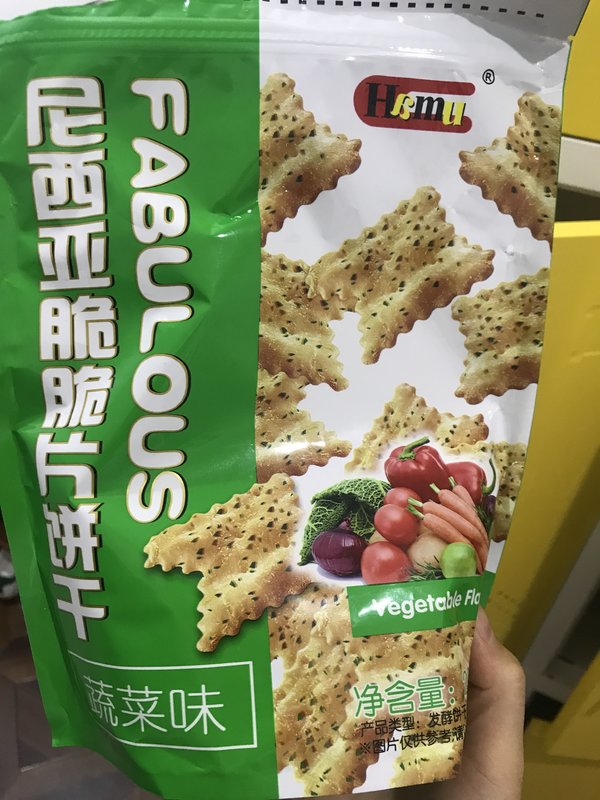 Hamu
®
FABULOUS
尼西亚脆脆片饼干
Vegetable
蔬菜味
净含量:
产品类型: 发酵饼干
※图片仅供参考